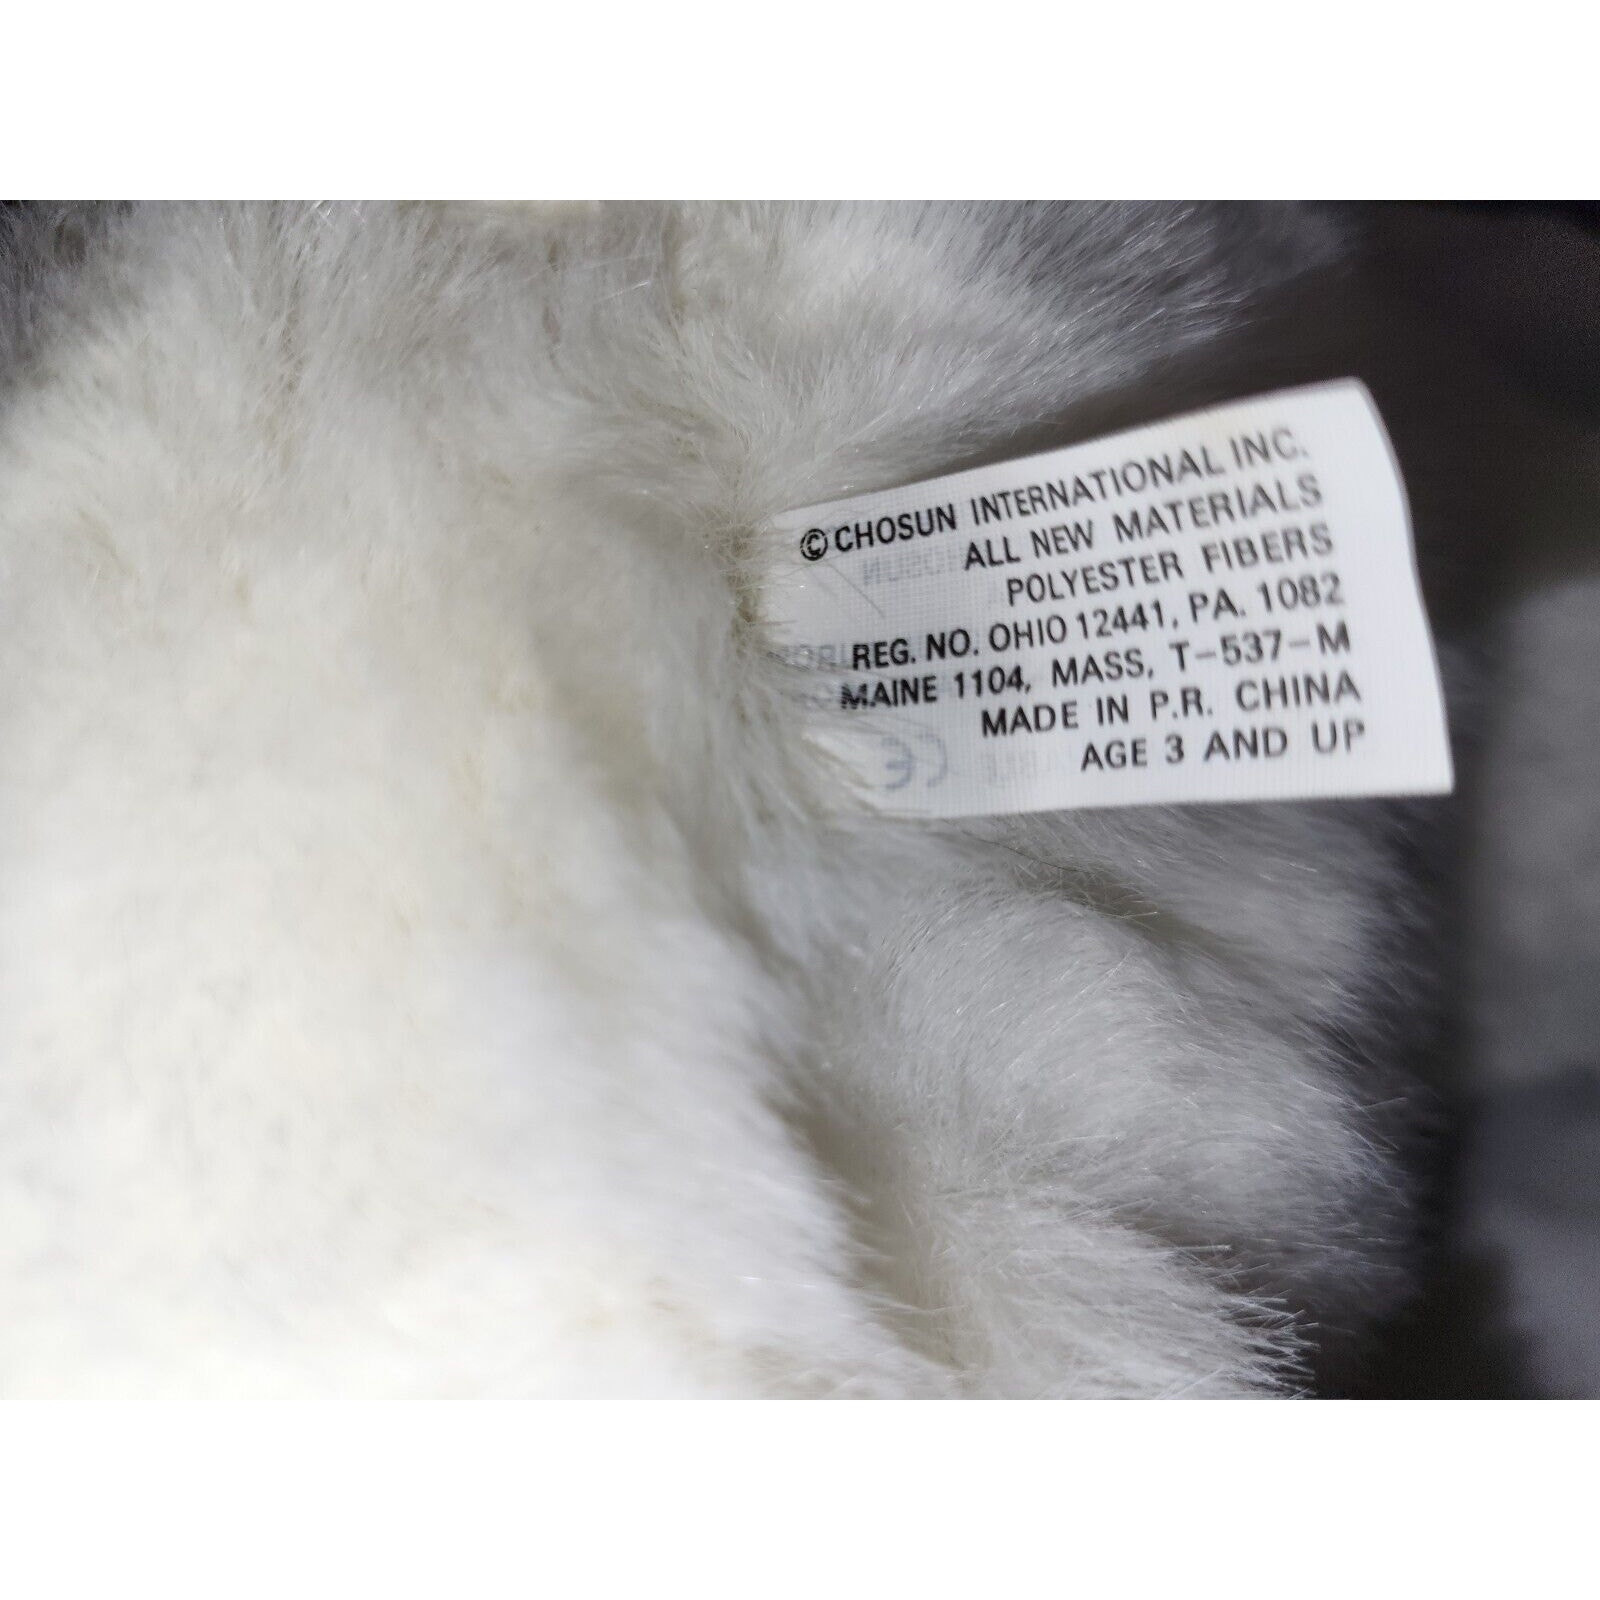 ©CHOSUN INTERNATIONAL INC.
ALL NEW MATERIALS
POLYESTER FIBERS
REG. NO. OHIO 12441, PA. 1082
MAINE 1104, MASS, T-537-M
MADE IN P.R. CHINA
AGE 3 AND UP
CE